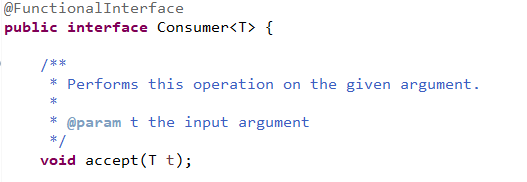 @FunctionalInterface
public interface Consumer<T> {
/**
* Performs this operation on the given argument.
*
* @param t the input argument
*/
void accept(T t);